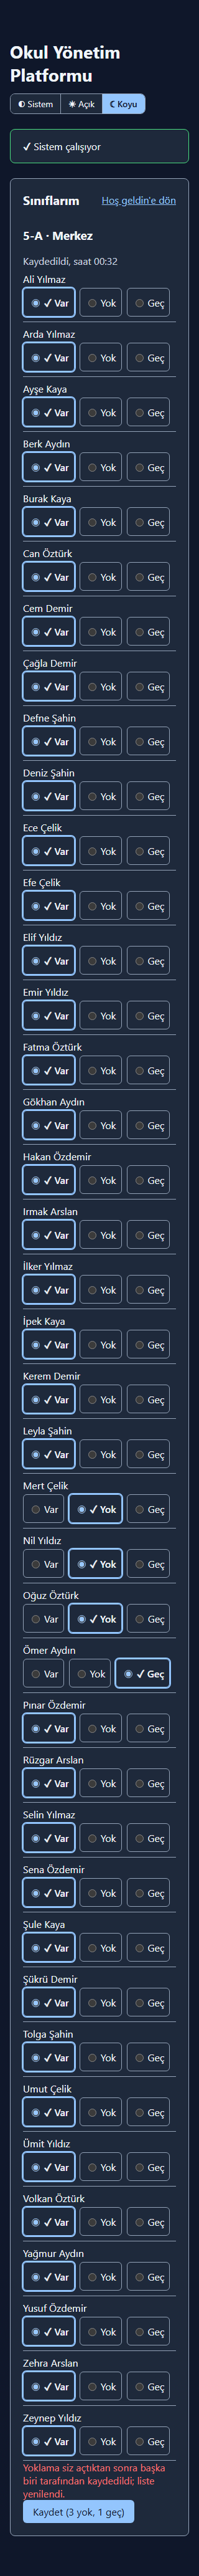 Okul Yönetim
Platformu
◐ Sistem ☀ Açık ☾ Koyu
✓ Sistem çalışıyor
Sınıflarım Hoş geldin'e dön
5-A · Merkez
Kaydedildi, saat 00:32
Ali Yılmaz
✓ Var Yok Geç
Arda Yılmaz
✓ Var Yok Geç
Ayşe Kaya
✓ Var Yok Geç
Berk Aydın
✓ Var Yok Geç
Burak Kaya
✓ Var Yok Geç
Can Öztürk
✓ Var Yok Geç
Cem Demir
✓ Var Yok Geç
Çağla Demir
✓ Var Yok Geç
Defne Şahin
✓ Var Yok Geç
Deniz Şahin
✓ Var Yok Geç
Ece Çelik
✓ Var Yok Geç
Efe Çelik
✓ Var Yok Geç
Elif Yıldız
✓ Var Yok Geç
Emir Yıldız
✓ Var Yok Geç
Fatma Öztürk
✓ Var Yok Geç
Gökhan Aydın
✓ Var Yok Geç
Hakan Özdemir
✓ Var Yok Geç
Irmak Arslan
✓ Var Yok Geç
İlker Yılmaz
✓ Var Yok Geç
İpek Kaya
✓ Var Yok Geç
Kerem Demir
✓ Var Yok Geç
Leyla Şahin
✓ Var Yok Geç
Mert Çelik
Var ✓ Yok Geç
Nil Yıldız
Var ✓ Yok Geç
Oğuz Öztürk
Var ✓ Yok Geç
Ömer Aydın
Var Yok ✓ Geç
Pınar Özdemir
✓ Var Yok Geç
Rüzgar Arslan
✓ Var Yok Geç
Selin Yılmaz
✓ Var Yok Geç
Sena Özdemir
✓ Var Yok Geç
Şule Kaya
✓ Var Yok Geç
Şükrü Demir
✓ Var Yok Geç
Tolga Şahin
✓ Var Yok Geç
Umut Çelik
✓ Var Yok Geç
Ümit Yıldız
✓ Var Yok Geç
Volkan Öztürk
✓ Var Yok Geç
Yağmur Aydın
✓ Var Yok Geç
Yusuf Özdemir
✓ Var Yok Geç
Zehra Arslan
✓ Var Yok Geç
Zeynep Yıldız
✓ Var Yok Geç
Yoklama siz açtıktan sonra başka
biri tarafından kaydedildi; liste
yenilendi.
Kaydet (3 yok, 1 geç)